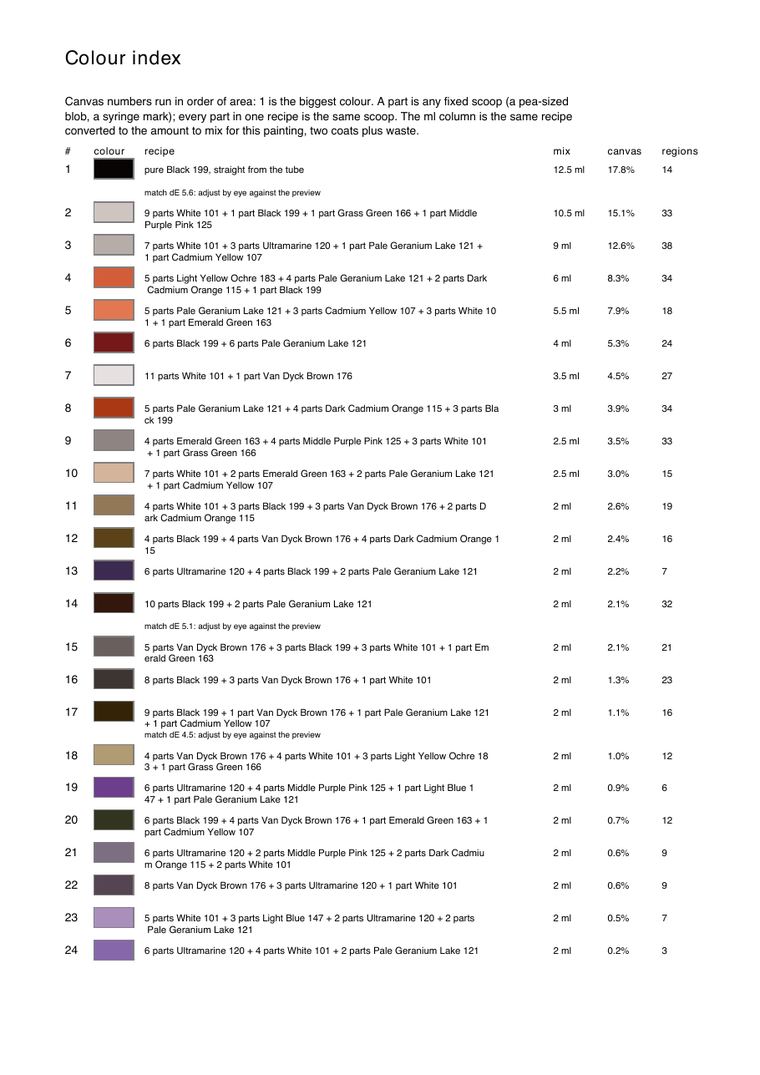 Colour index
Canvas numbers run in order of area: 1 is the biggest colour. A part is any fixed scoop (a pea-sized
blob, a syringe mark); every part in one recipe is the same scoop. The ml column is the same recipe
converted to the amount to mix for this painting, two coats plus waste.
# colour recipe mix canvas regions
1 pure Black 199, straight from the tube 12.5 ml 17.8% 14
match dE 5.6: adjust by eye against the preview
2 9 parts White 101 + 1 part Black 199 + 1 part Grass Green 166 + 1 part Middle 10.5 ml 15.1% 33
Purple Pink 125
3 7 parts White 101 + 3 parts Ultramarine 120 + 1 part Pale Geranium Lake 121 + 9 ml 12.6% 38
1 part Cadmium Yellow 107
4 5 parts Light Yellow Ochre 183 + 4 parts Pale Geranium Lake 121 + 2 parts Dark 6 ml 8.3% 34
Cadmium Orange 115 + 1 part Black 199
5 5 parts Pale Geranium Lake 121 + 3 parts Cadmium Yellow 107 + 3 parts White 10 5.5 ml 7.9% 18
1 + 1 part Emerald Green 163
6 6 parts Black 199 + 6 parts Pale Geranium Lake 121 4 ml 5.3% 24
7 11 parts White 101 + 1 part Van Dyck Brown 176 3.5 ml 4.5% 27
8 5 parts Pale Geranium Lake 121 + 4 parts Dark Cadmium Orange 115 + 3 parts Bla 3 ml 3.9% 34
ck 199
9 4 parts Emerald Green 163 + 4 parts Middle Purple Pink 125 + 3 parts White 101 2.5 ml 3.5% 33
+ 1 part Grass Green 166
10 7 parts White 101 + 2 parts Emerald Green 163 + 2 parts Pale Geranium Lake 121 2.5 ml 3.0% 15
+ 1 part Cadmium Yellow 107
11 4 parts White 101 + 3 parts Black 199 + 3 parts Van Dyck Brown 176 + 2 parts D 2 ml 2.6% 19
ark Cadmium Orange 115
12 4 parts Black 199 + 4 parts Van Dyck Brown 176 + 4 parts Dark Cadmium Orange 1 2 ml 2.4% 16
15
13 6 parts Ultramarine 120 + 4 parts Black 199 + 2 parts Pale Geranium Lake 121 2 ml 2.2% 7
14 10 parts Black 199 + 2 parts Pale Geranium Lake 121 2 ml 2.1% 32
match dE 5.1: adjust by eye against the preview
15 5 parts Van Dyck Brown 176 + 3 parts Black 199 + 3 parts White 101 + 1 part Em 2 ml 2.1% 21
erald Green 163
16 8 parts Black 199 + 3 parts Van Dyck Brown 176 + 1 part White 101 2 ml 1.3% 23
17 9 parts Black 199 + 1 part Van Dyck Brown 176 + 1 part Pale Geranium Lake 121 2 ml 1.1% 16
+ 1 part Cadmium Yellow 107
match dE 4.5: adjust by eye against the preview
18 4 parts Van Dyck Brown 176 + 4 parts White 101 + 3 parts Light Yellow Ochre 18 2 ml 1.0% 12
3 + 1 part Grass Green 166
19 6 parts Ultramarine 120 + 4 parts Middle Purple Pink 125 + 1 part Light Blue 1 2 ml 0.9% 6
47 + 1 part Pale Geranium Lake 121
20 6 parts Black 199 + 4 parts Van Dyck Brown 176 + 1 part Emerald Green 163 + 1 2 ml 0.7% 12
part Cadmium Yellow 107
21 6 parts Ultramarine 120 + 2 parts Middle Purple Pink 125 + 2 parts Dark Cadmiu 2 ml 0.6% 9
m Orange 115 + 2 parts White 101
22 8 parts Van Dyck Brown 176 + 3 parts Ultramarine 120 + 1 part White 101 2 ml 0.6% 9
23 5 parts White 101 + 3 parts Light Blue 147 + 2 parts Ultramarine 120 + 2 parts 2 ml 0.5% 7
Pale Geranium Lake 121
24 6 parts Ultramarine 120 + 4 parts White 101 + 2 parts Pale Geranium Lake 121 2 ml 0.2% 3